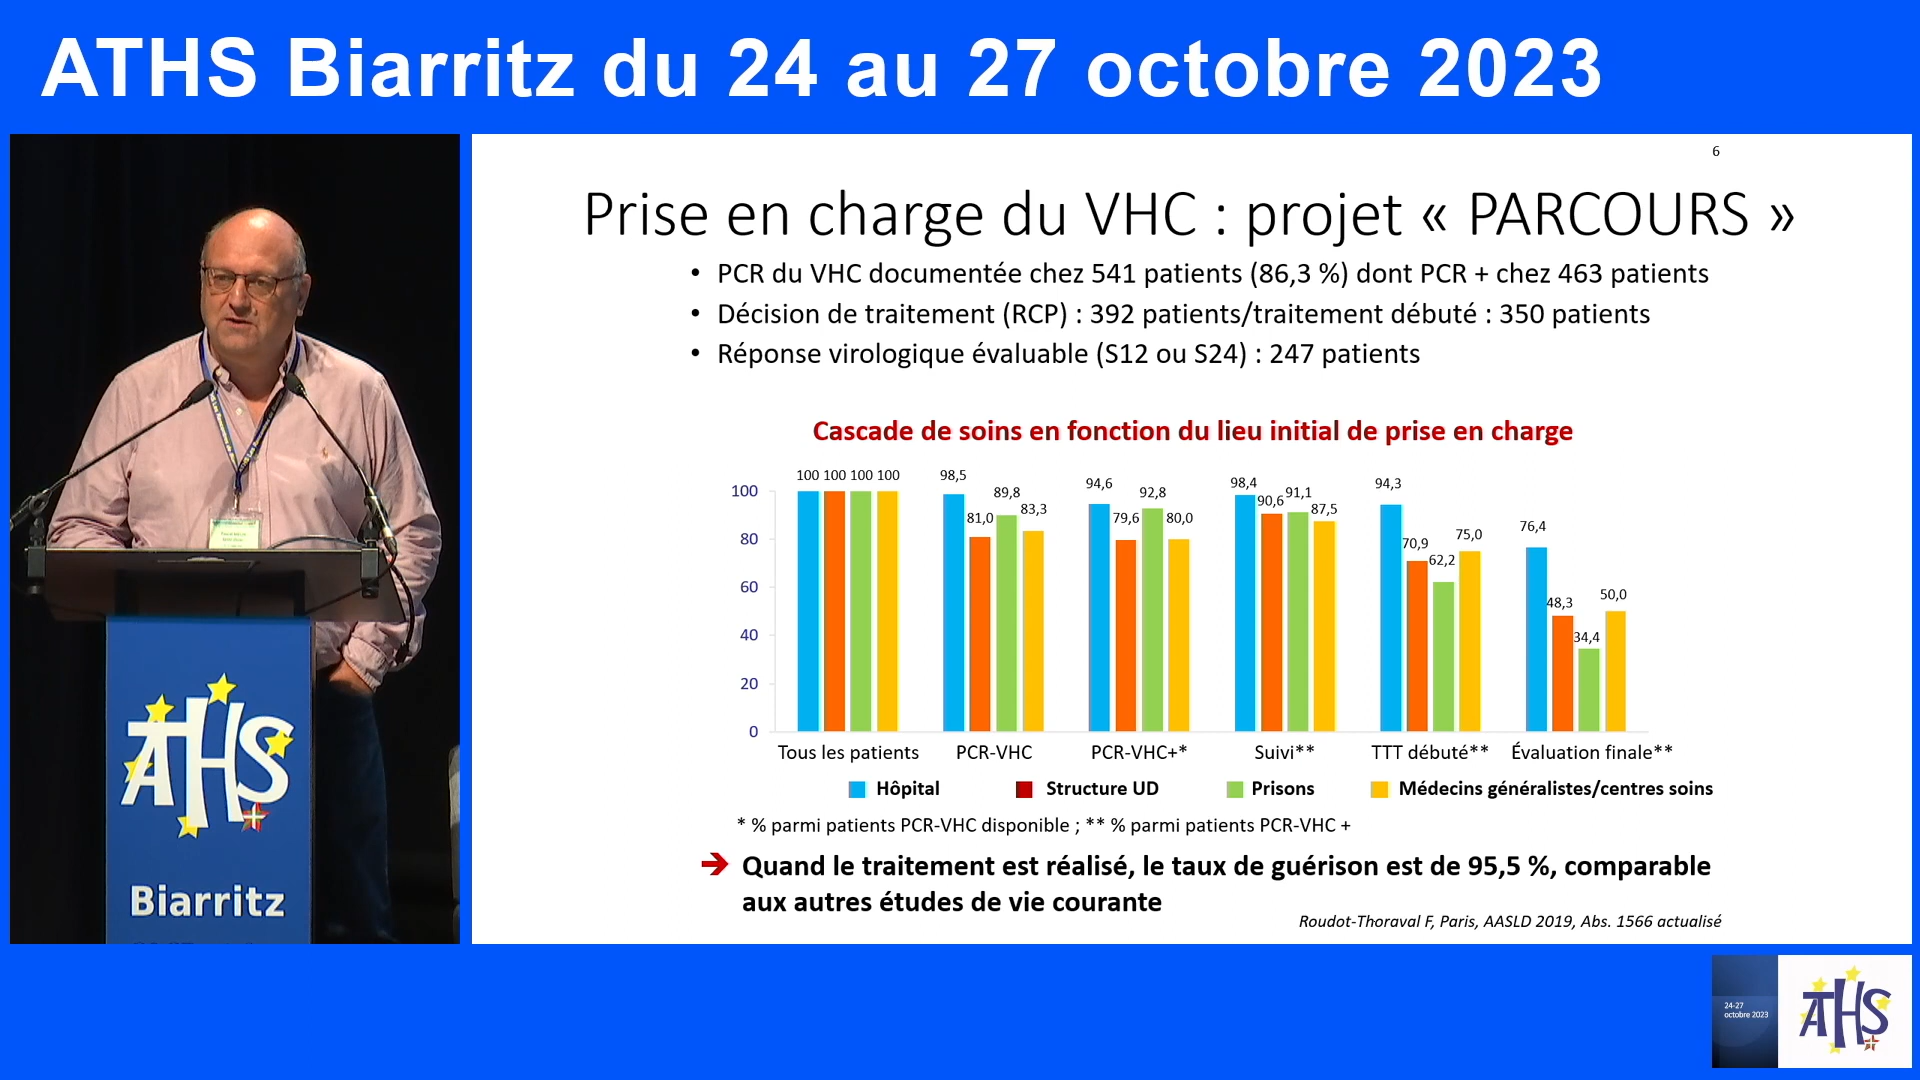 ATHS Biarritz du 24 au 27 octobre 2023
6
Prise en charge du VHC : projet « PARCOURS »
• PCR du VHC documentée chez 541 patients (86,3 %) dont PCR + chez 463 patients
• Décision de traitement (RCP) : 392 patients/traitement débuté : 350 patients
• Réponse virologique évaluable (S12 ou S24) : 247 patients
Cascade de soins en fonction du lieu initial de prise en charge
100 100 100 100
98,5 81,0 89,8 83,3
94,6 79,6 92,8 80,0
98,4 90,6 91,1 87,5
94,3 70,9 62,2 75,0
76,4 48,3 34,4 50,0
100
80
60
40
20
0
Tous les patients PCR-VHC PCR-VHC+* Suivi** TTT débuté** Évaluation finale**
Hôpital Structure UD Prisons Médecins généralistes/centres soins
* % parmi patients PCR-VHC disponible ; ** % parmi patients PCR-VHC +
➔ Quand le traitement est réalisé, le taux de guérison est de 95,5 %, comparable
aux autres études de vie courante
Roudot-Thoraval F, Paris, AASLD 2019, Abs. 1566 actualisé
ATHS
Biarritz
24-27
octobre 2023
ATHS